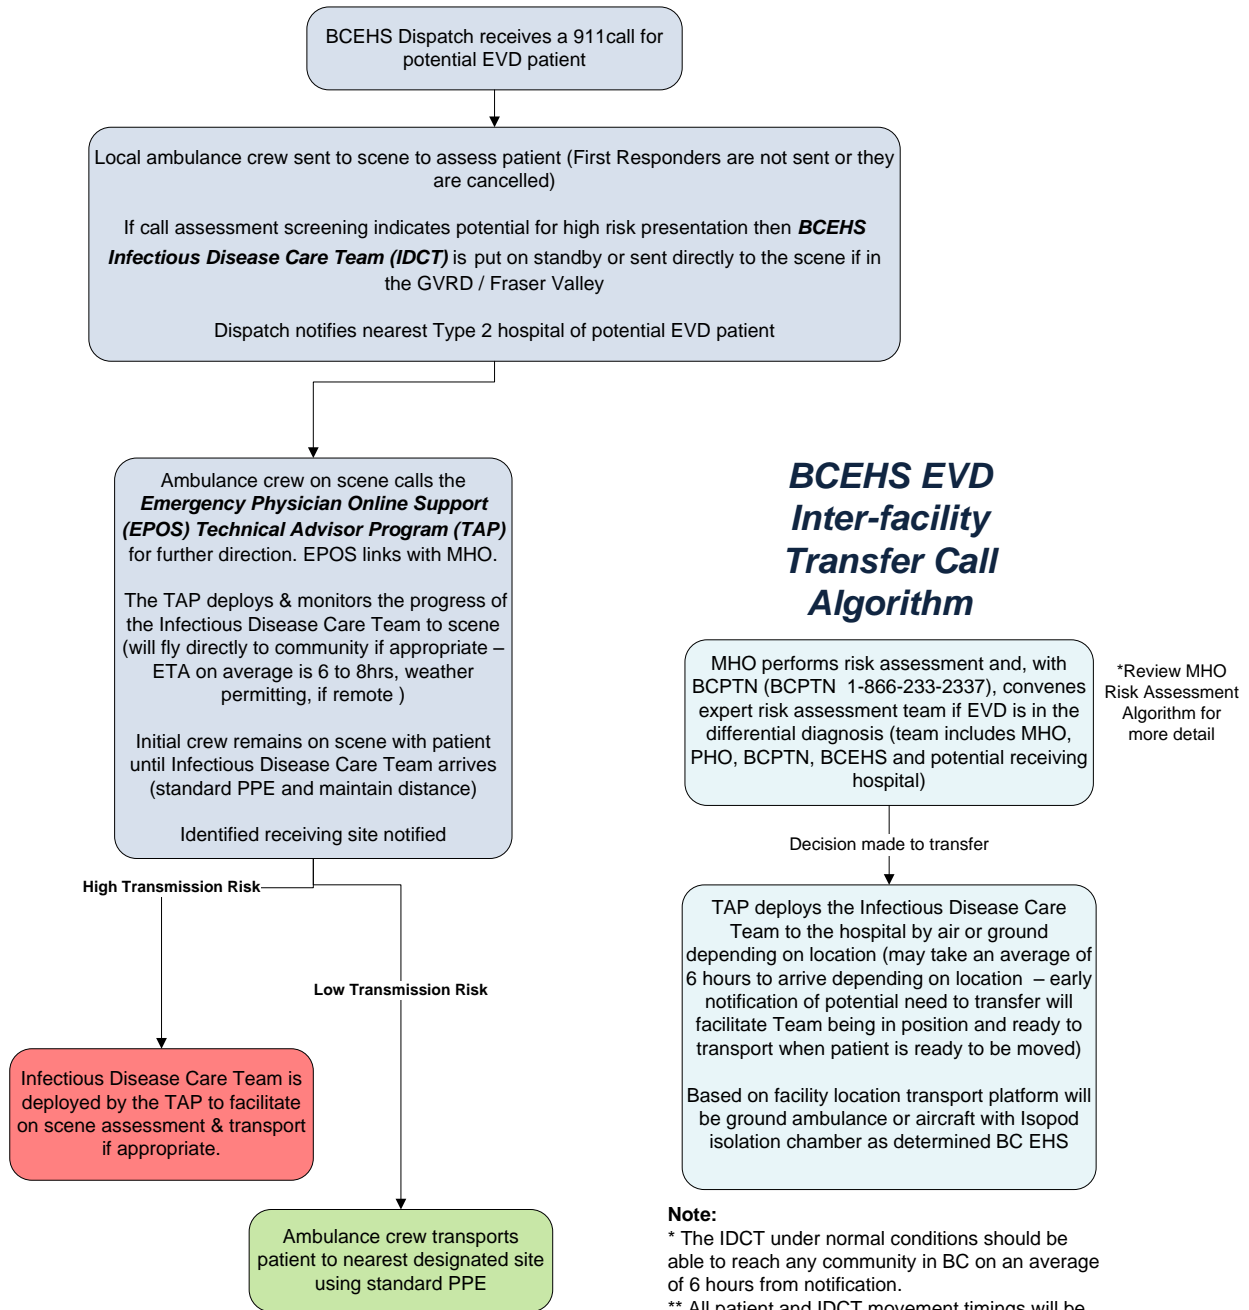 BCEHS Dispatch receives a 911call for
potential EVD patient
Local ambulance crew sent to scene to assess patient (First Responders are not sent or they
are cancelled)
If call assessment screening indicates potential for high risk presentation then BCEHS
Infectious Disease Care Team (IDCT) is put on standby or sent directly to the scene if in
the GVRD / Fraser Valley
Dispatch notifies nearest Type 2 hospital of potential EVD patient
Ambulance crew on scene calls the
Emergency Physician Online Support
(EPOS) Technical Advisor Program (TAP)
for further direction. EPOS links with MHO.
The TAP deploys & monitors the progress of
the Infectious Disease Care Team to scene
(will fly directly to community if appropriate –
ETA on average is 6 to 8hrs, weather
permitting, if remote )
Initial crew remains on scene with patient
until Infectious Disease Care Team arrives
(standard PPE and maintain distance)
Identified receiving site notified
High Transmission Risk
Low Transmission Risk
Infectious Disease Care Team is
deployed by the TAP to facilitate
on scene assessment & transport
if appropriate.
Ambulance crew transports
patient to nearest designated site
using standard PPE
BCEHS EVD
Inter-facility
Transfer Call
Algorithm
MHO performs risk assessment and, with
BCPTN (BCPTN 1-866-233-2337), convenes
expert risk assessment team if EVD is in the
differential diagnosis (team includes MHO,
PHO, BCPTN, BCEHS and potential receiving
hospital)
*Review MHO
Risk Assessment
Algorithm for
more detail
Decision made to transfer
TAP deploys the Infectious Disease Care
Team to the hospital by air or ground
depending on location (may take an average of
6 hours to arrive depending on location – early
notification of potential need to transfer will
facilitate Team being in position and ready to
transport when patient is ready to be moved)
Based on facility location transport platform will
be ground ambulance or aircraft with Isopod
isolation chamber as determined BC EHS
Note:
* The IDCT under normal conditions should be
able to reach any community in BC on an average
of 6 hours from notification.
** All patient and IDCT movement timings will be